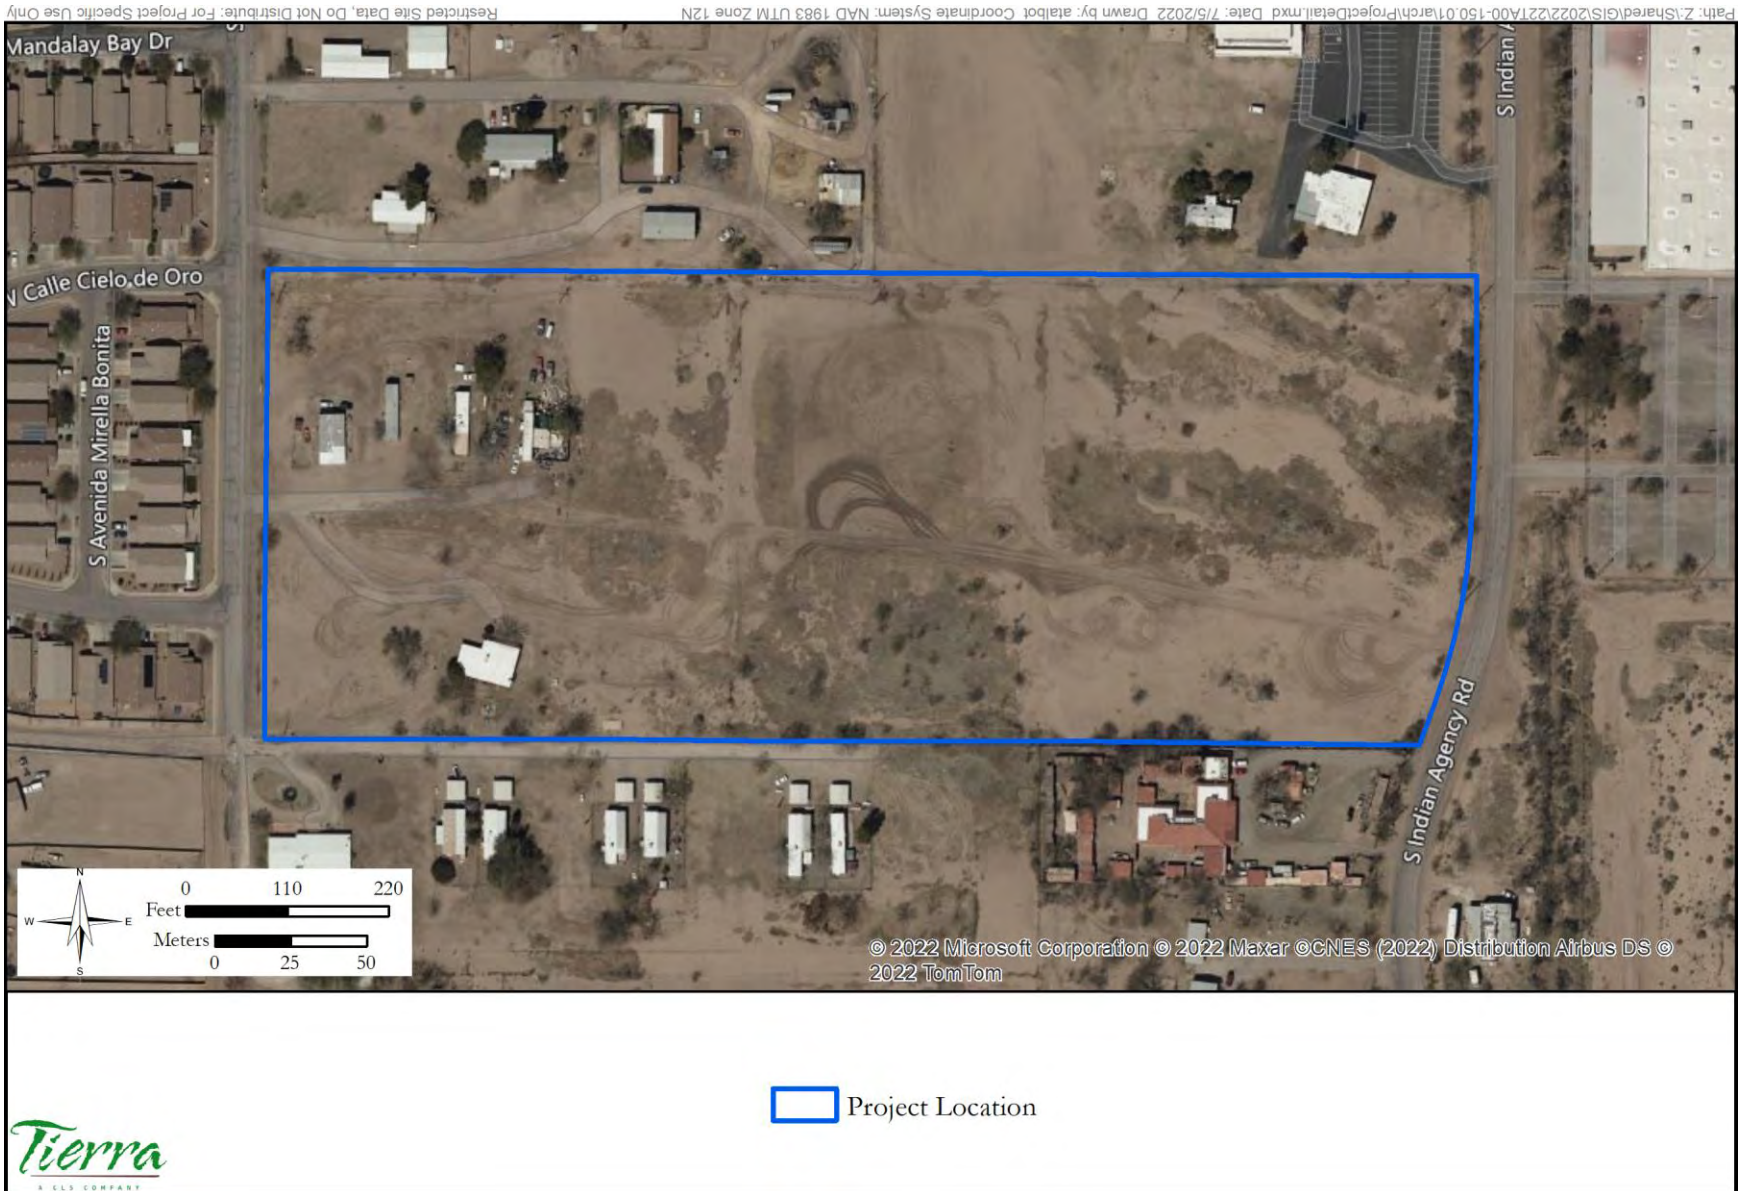 Path: Z:\Shared\GIS\2022\22TA00-150.01\arch\ProjectDetail.mxd Date: 7/5/2022 Drawn by: atalbot Coordinate System: NAD 1983 UTM Zone 12N Restricted Site Data, Do Not Distribute: For Project Specific Use Only
Mandalay Bay Dr
S Indian A
Calle Cielo de Oro
S Avenida Mirella Bonita
S Indian Agency Rd
N
W E
S
0 110 220
Feet
Meters
0 25 50
© 2022 Microsoft Corporation © 2022 Maxar ©CNES (2022) Distribution Airbus DS ©
2022 TomTom
Project Location
Tierra
A CLS COMPANY